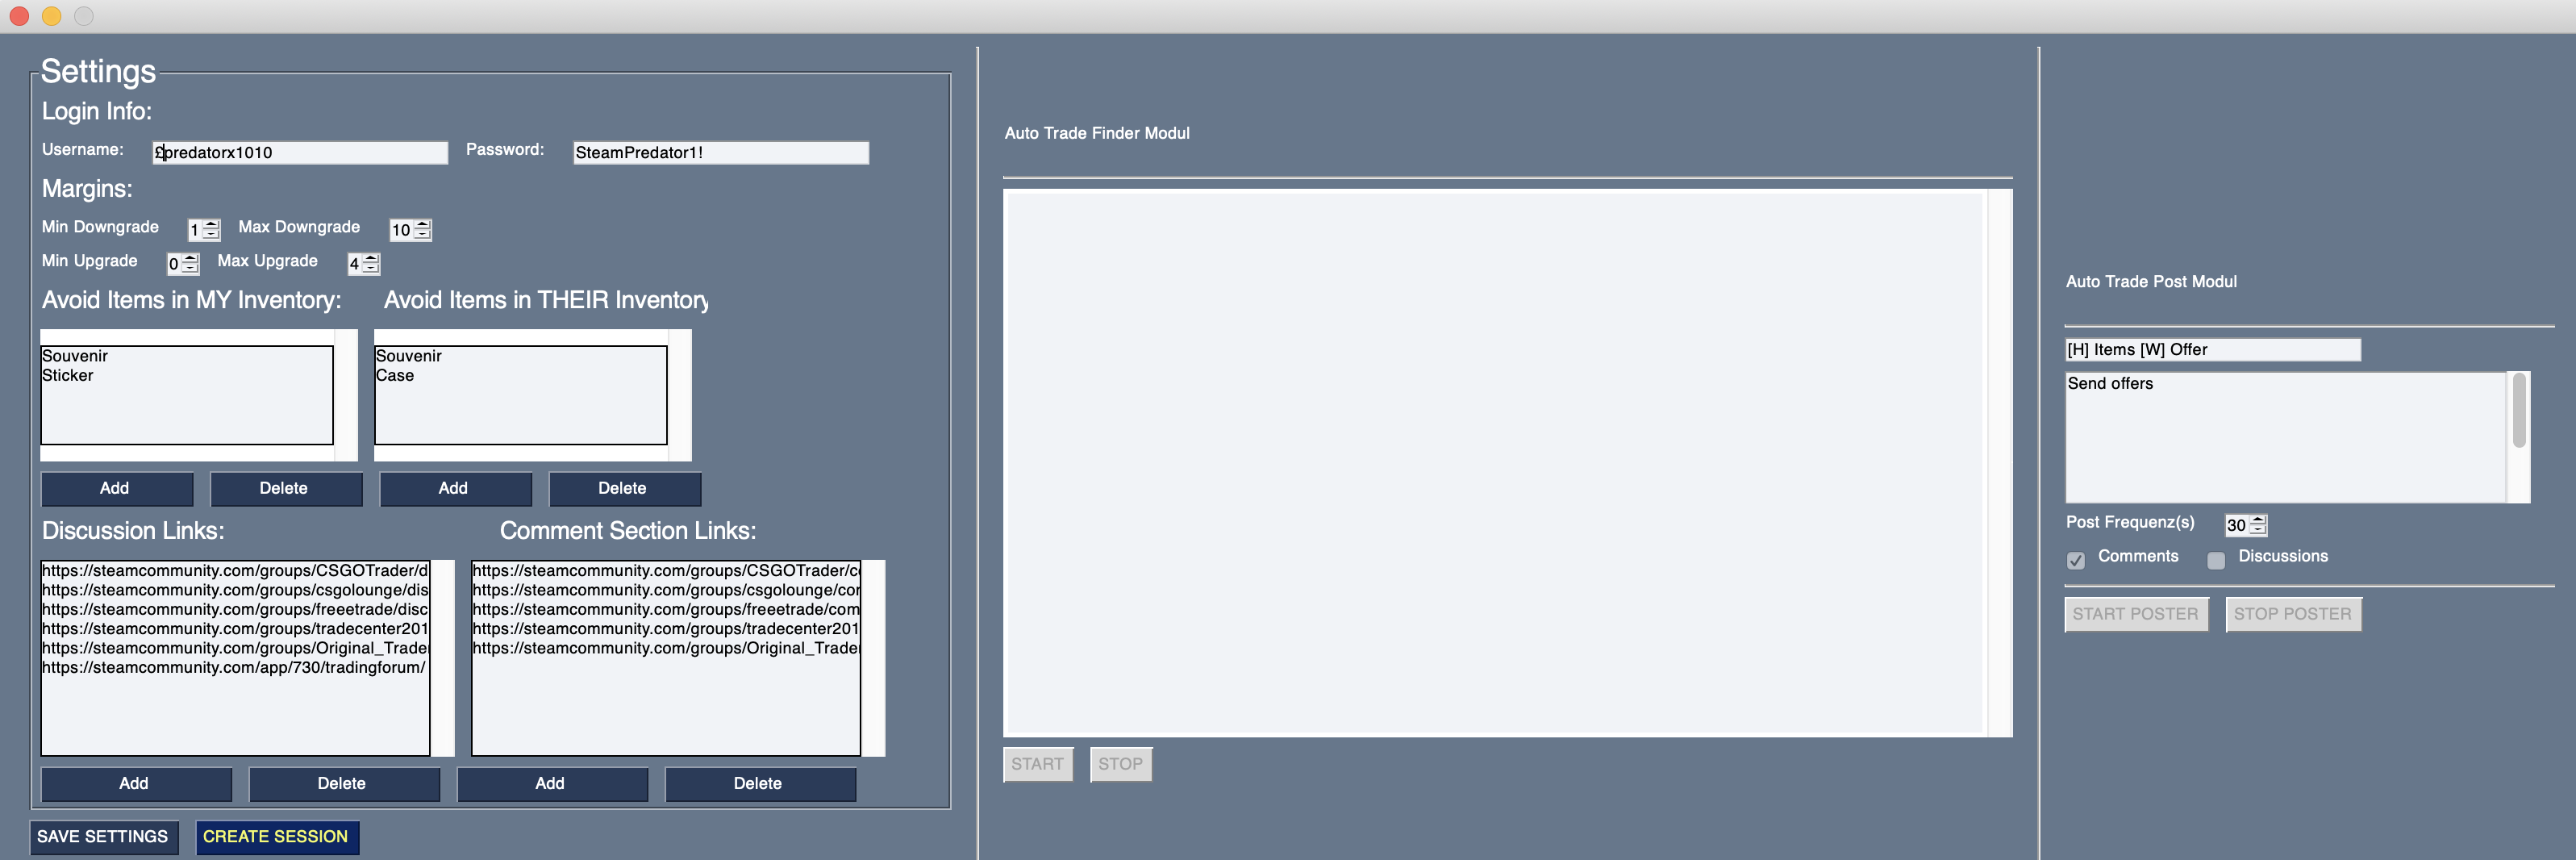 Settings
Login Info:
Username: £predatorx1010 Password: SteamPredator1!
Margins:
Min Downgrade 1 Max Downgrade 10
Min Upgrade 0 Max Upgrade 4
Avoid Items in MY Inventory: Avoid Items in THEIR Inventory
Souvenir
Sticker
Souvenir
Case
Add Delete Add Delete
Discussion Links: Comment Section Links:
https://steamcommunity.com/groups/CSGOTrader/d
https://steamcommunity.com/groups/csgolounge/dis
https://steamcommunity.com/groups/freeetrade/disc
https://steamcommunity.com/groups/tradecenter201
https://steamcommunity.com/groups/Original_Trader
https://steamcommunity.com/app/730/tradingforum/
https://steamcommunity.com/groups/CSGOTrader/co
https://steamcommunity.com/groups/csgolounge/cor
https://steamcommunity.com/groups/freeetrade/com
https://steamcommunity.com/groups/tradecenter201
https://steamcommunity.com/groups/Original_Trader
Add Delete Add Delete
SAVE SETTINGS CREATE SESSION
Auto Trade Finder Modul
START STOP
Auto Trade Post Modul
[H] Items [W] Offer
Send offers
Post Frequenz(s) 30
Comments Discussions
START POSTER STOP POSTER